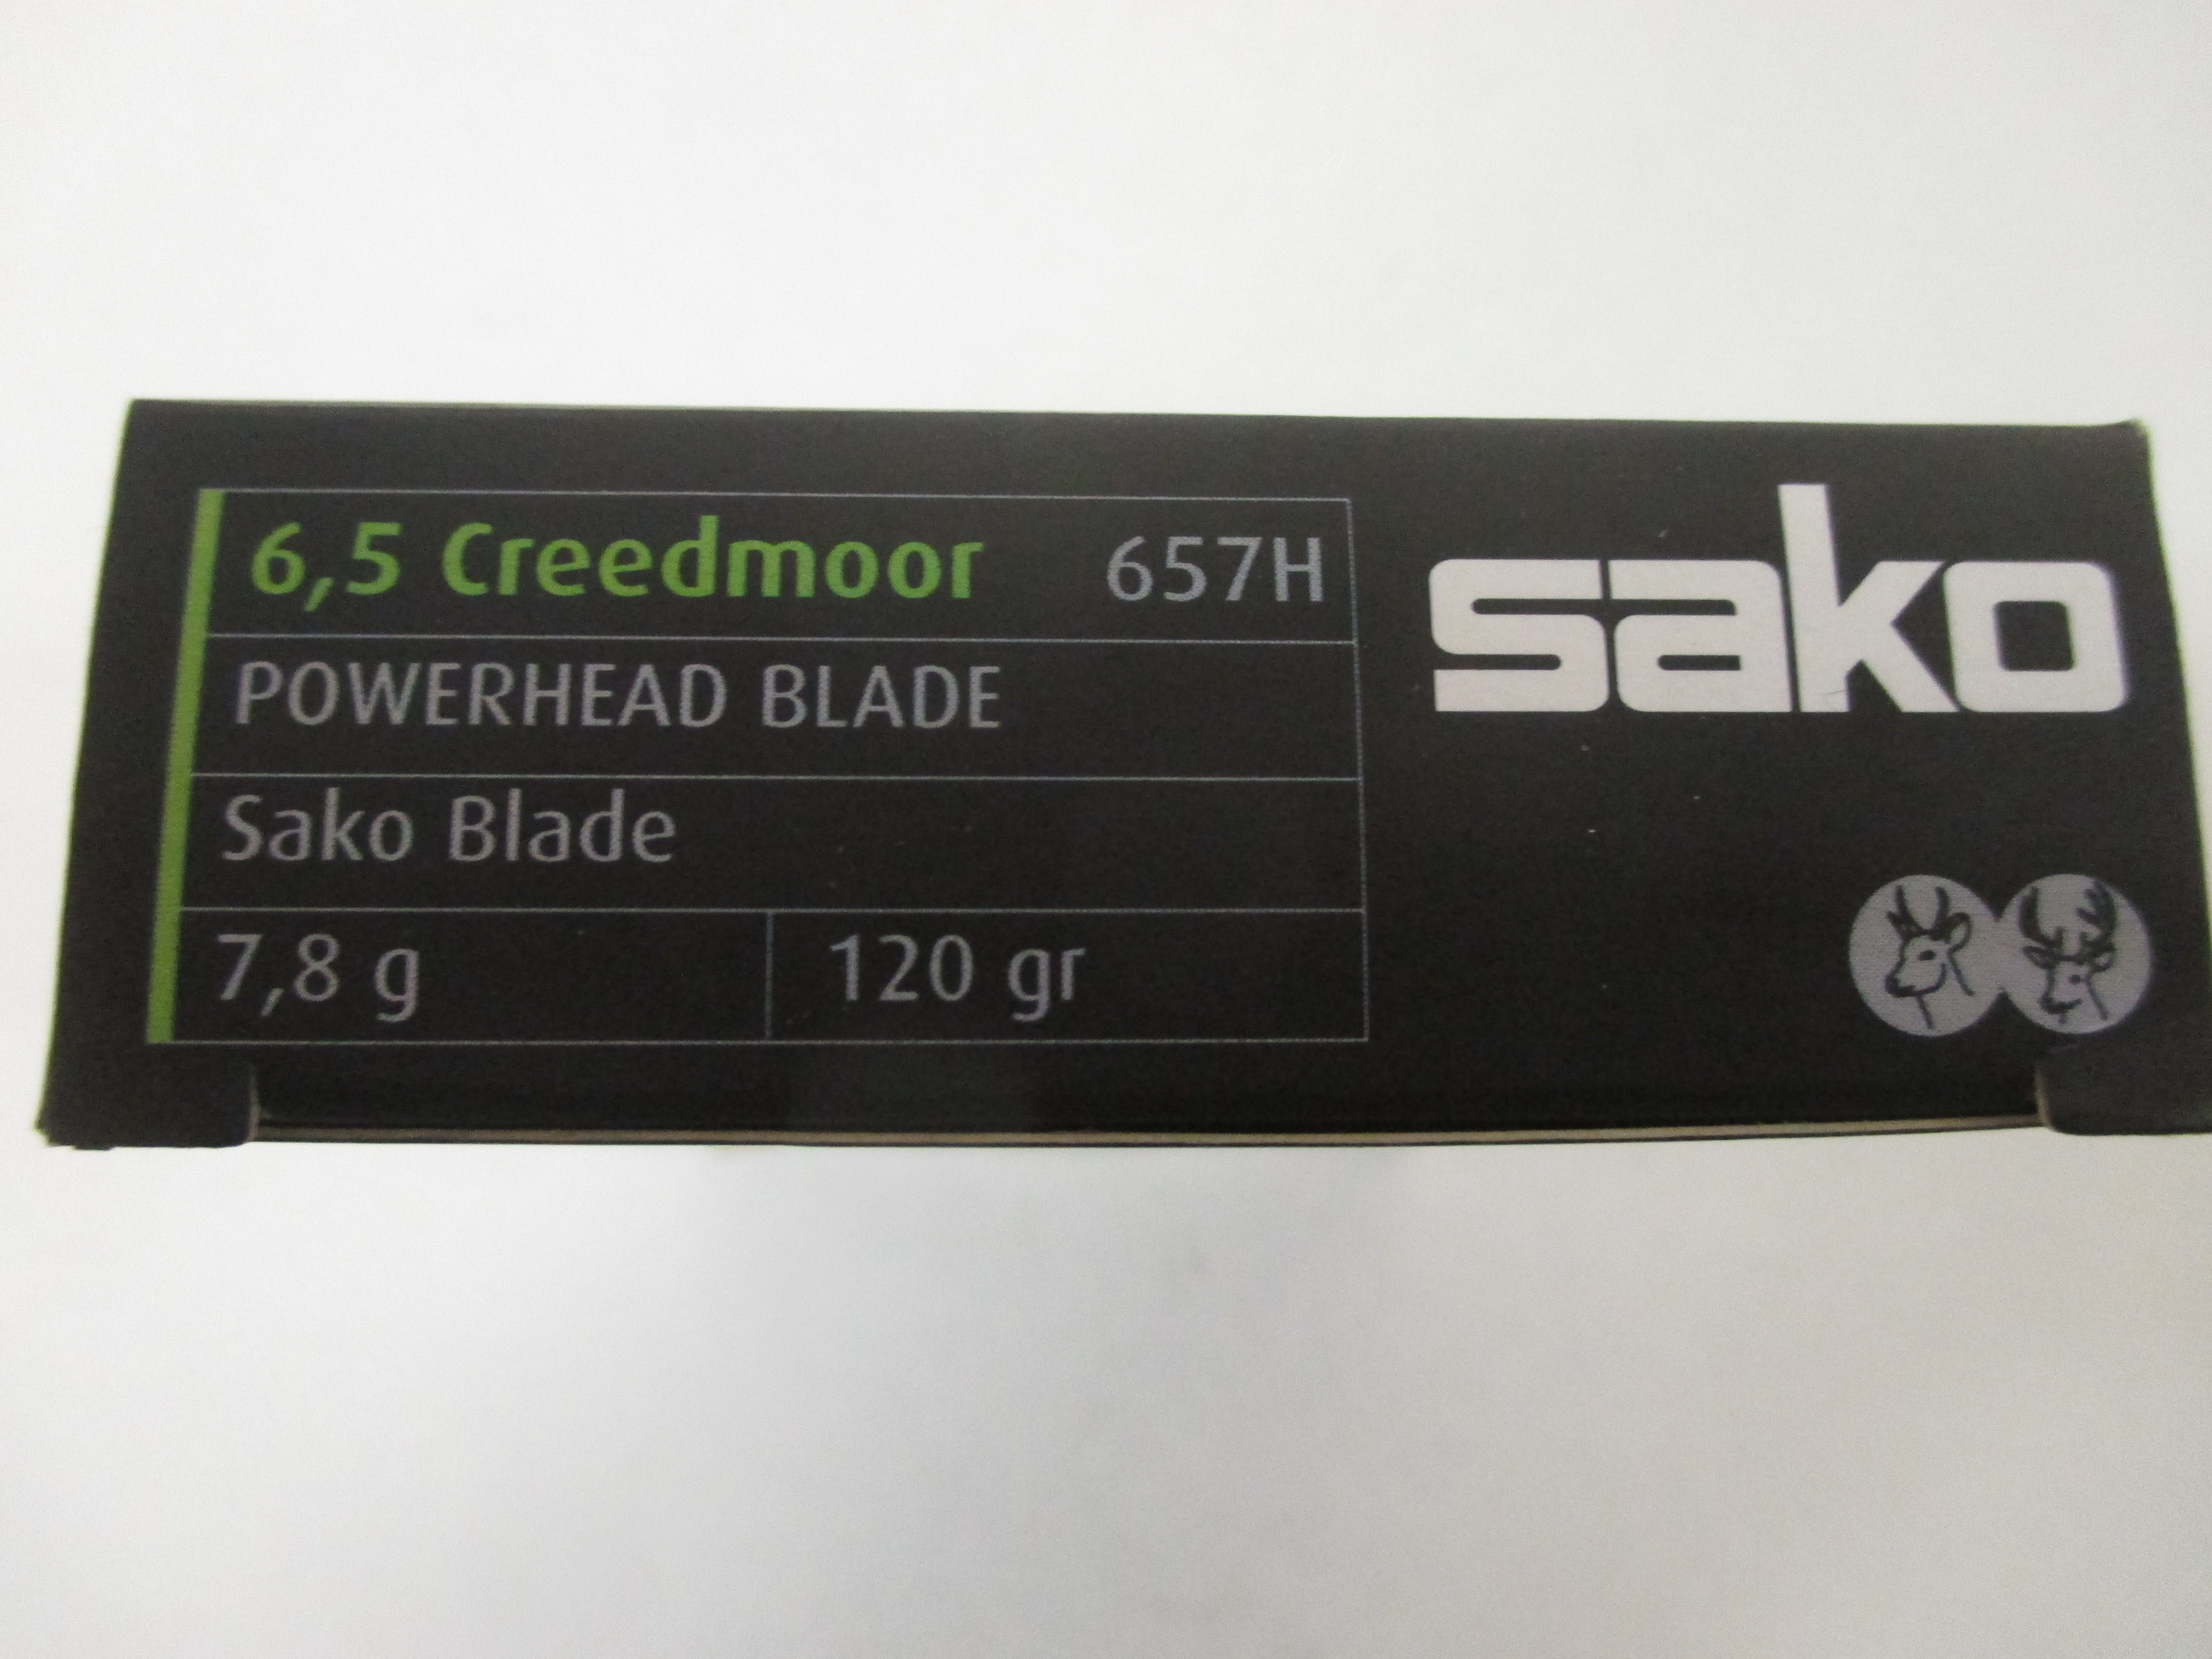 6,5 Creedmoor 657H
POWERHEAD BLADE
Sako Blade
7,8 g 120 gr
sako